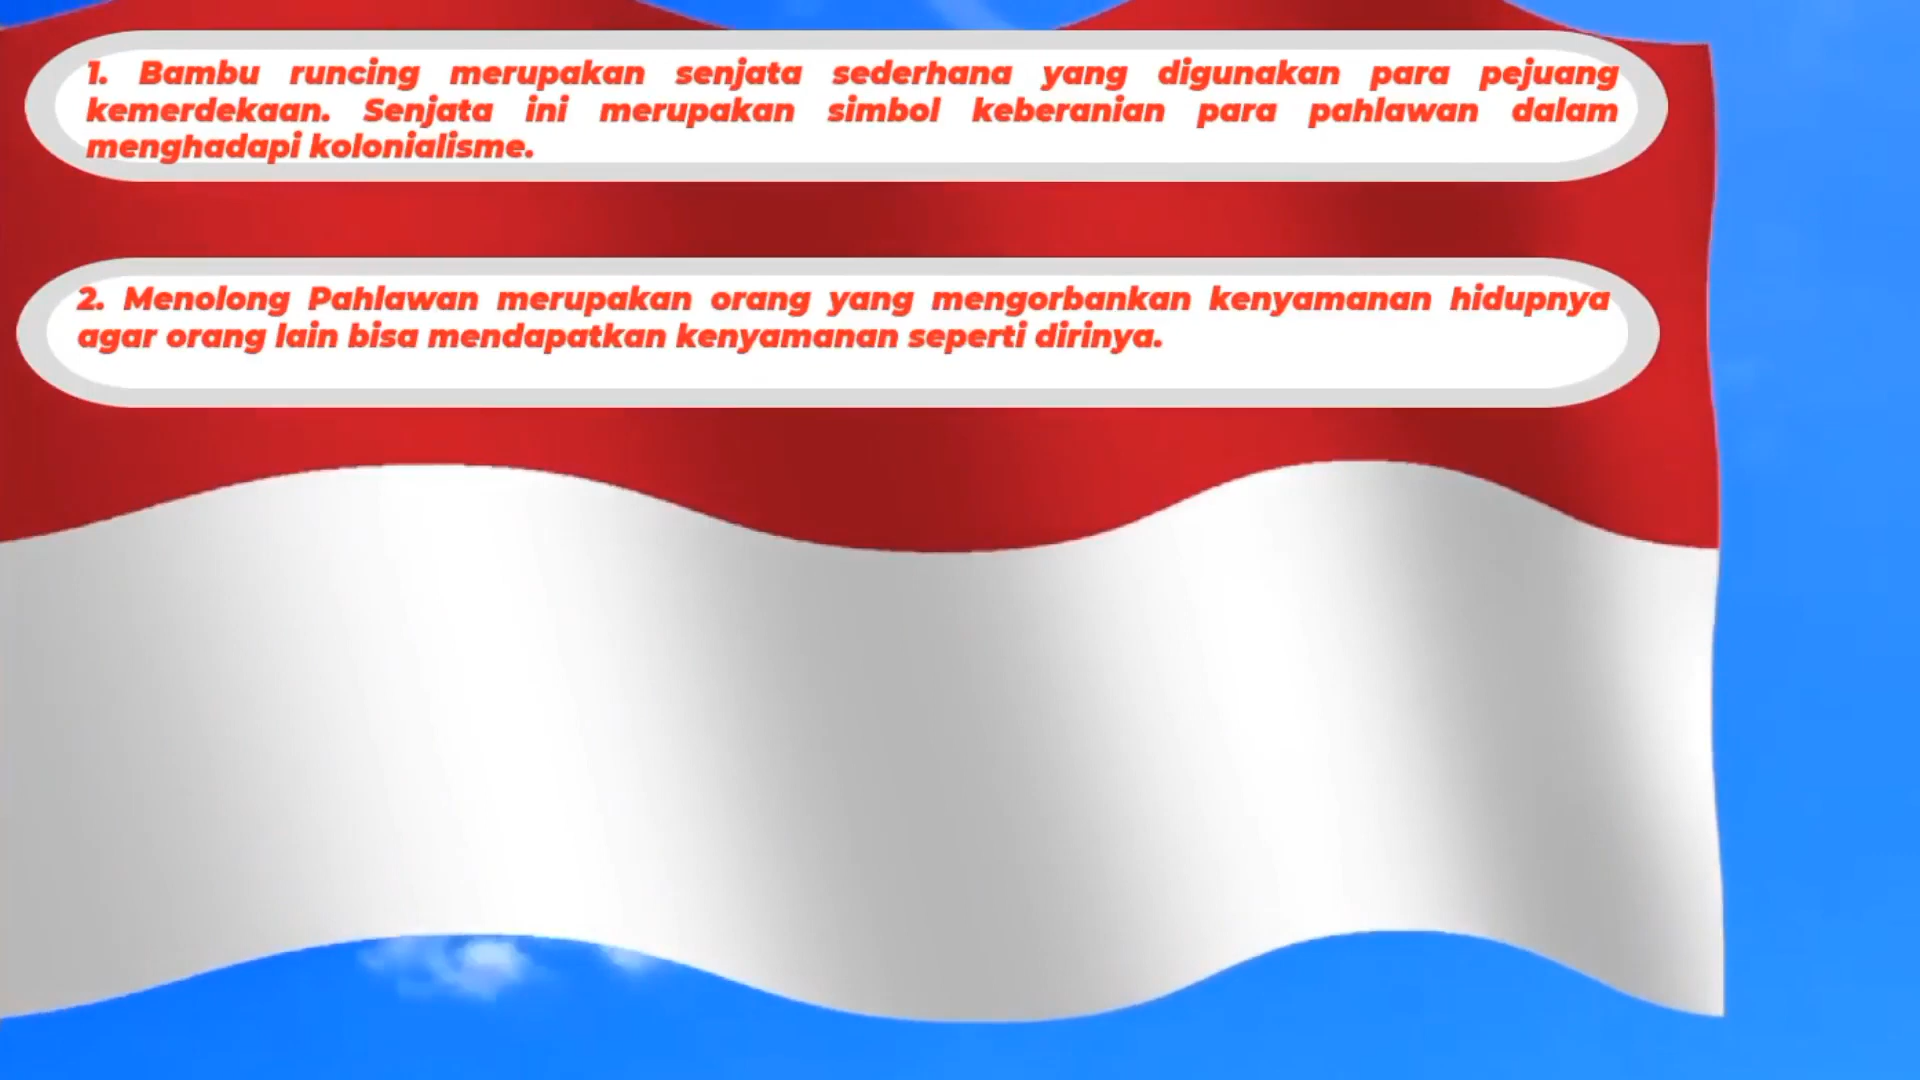 1. Bambu runcing merupakan senjata sederhana yang digunakan para pejuang
kemerdekaan. Senjata ini merupakan simbol keberanian para pahlawan dalam
menghadapi kolonialisme.
2. Menolong Pahlawan merupakan orang yang mengorbankan kenyamanan hidupnya
agar orang lain bisa mendapatkan kenyamanan seperti dirinya.